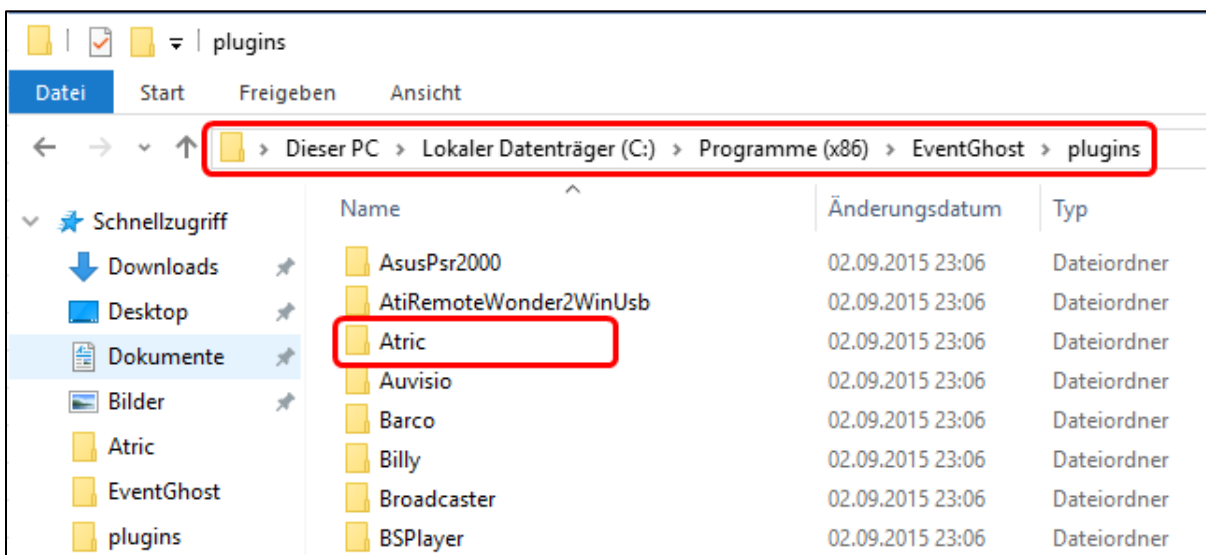 plugins
Datei Start Freigeben Ansicht
Dieser PC > Lokaler Datenträger (C:) > Programme (x86) > EventGhost > plugins
Name Änderungsdatum Typ
Schnellzugriff
Downloads
Desktop
Dokumente
Bilder
Atric
EventGhost
plugins
AsusPsr2000 02.09.2015 23:06 Dateiordner
AtiRemoteWonder2WinUsb 02.09.2015 23:06 Dateiordner
Atric 02.09.2015 23:06 Dateiordner
Auvisio 02.09.2015 23:06 Dateiordner
Barco 02.09.2015 23:06 Dateiordner
Billy 02.09.2015 23:06 Dateiordner
Broadcaster 02.09.2015 23:06 Dateiordner
BSPlayer 02.09.2015 23:06 Dateiordner